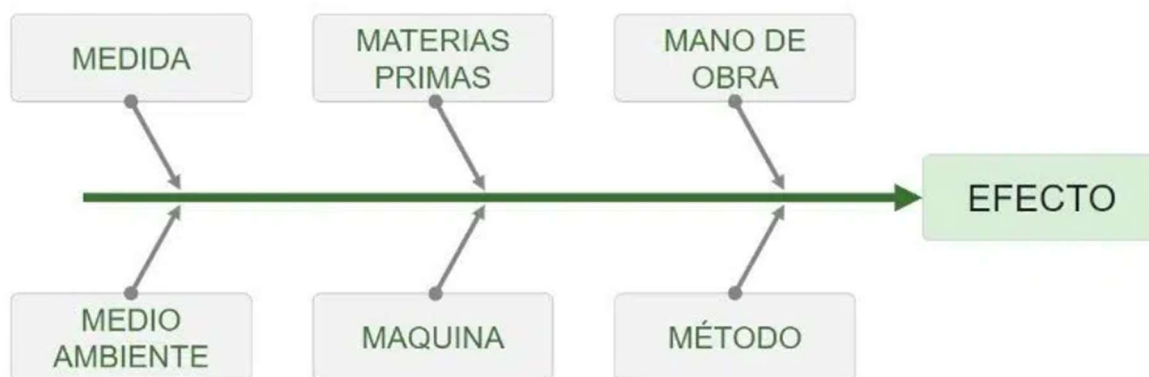 MEDIDA
MATERIAS
PRIMAS
MANO DE
OBRA
EFECTO
MEDIO
AMBIENTE
MAQUINA
MÉTODO